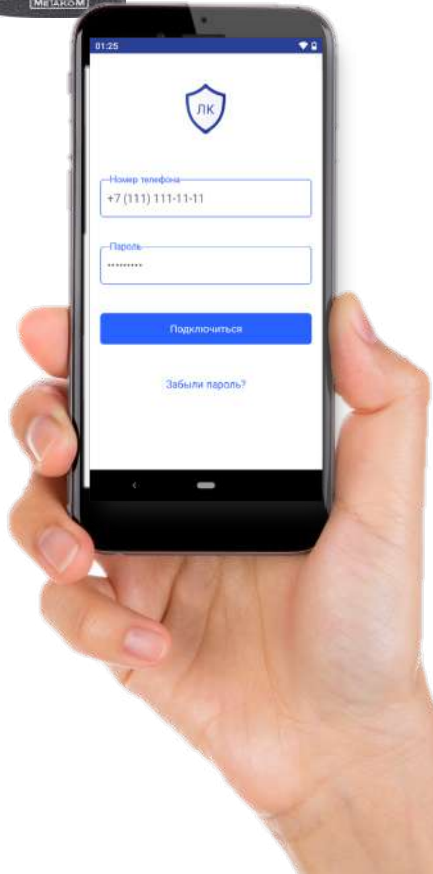 МЕТАКОМ
01:25
ЛК
Номер телефона
+7 (111) 111-11-11
Пароль
•••••••••
Подключиться
Забыли пароль?